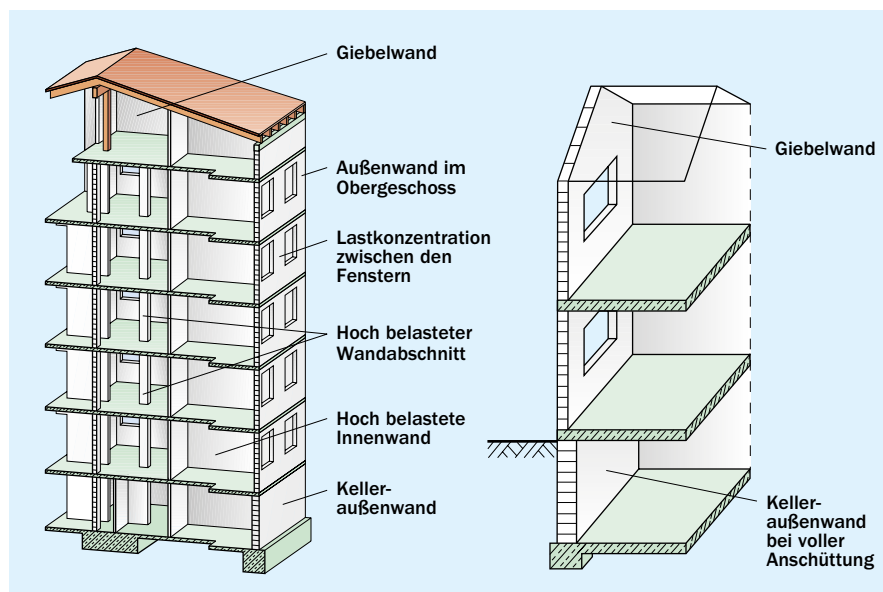 Giebelwand
Außenwand im
Obergeschoss
Lastkonzentration
zwischen den
Fenstern
Hoch belasteter
Wandabschnitt
Hoch belastete
Innenwand
Keller-
außenwand
Giebelwand
Keller-
außenwand
bei voller
Anschüttung